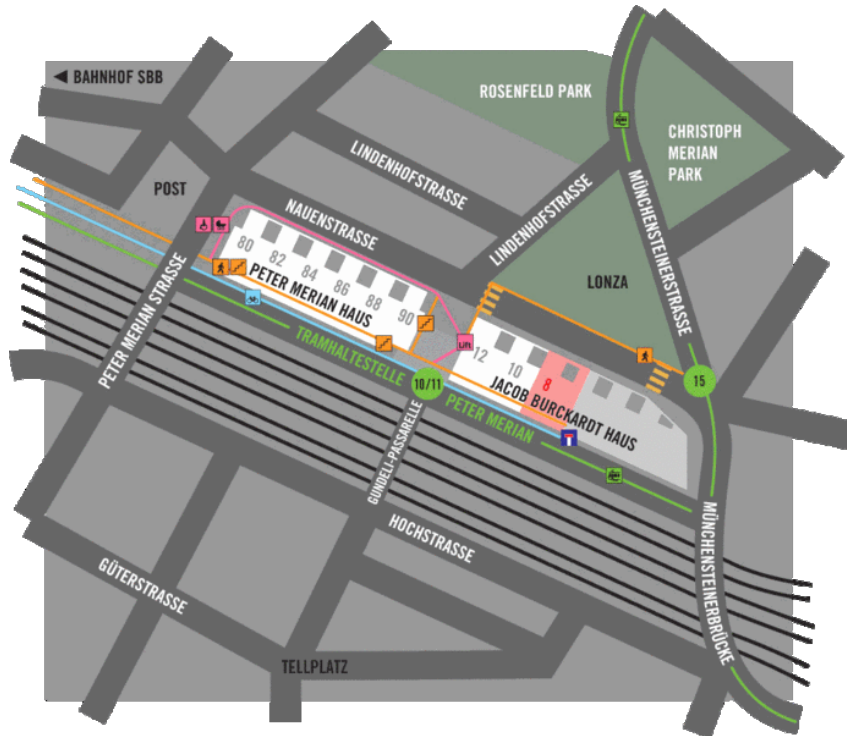 BAHNHOF SBB
ROSENFELD PARK
CHRISTOPH
MERIAN
PARK
LINDENHOFSTRASSE
POST
NAUENSTRASSE
LINDENHOFSTRASSE
MÜNCHENSTEINERSTRASSE
80
82
84
86
88
90
PETER MERIAN HAUS
LONZA
PETER MERIAN STRASSE
TRAMHALTESTELLE
10/11
PETER MERIAN
Lift
12
10
8
JACOB BURCKARDT HAUS
15
GUNDELI-PASSARELLE
HOCHSTRASSE
MÜNCHENSTEINERBRÜCKE
GÜTERSTRASSE
TELLPLATZ